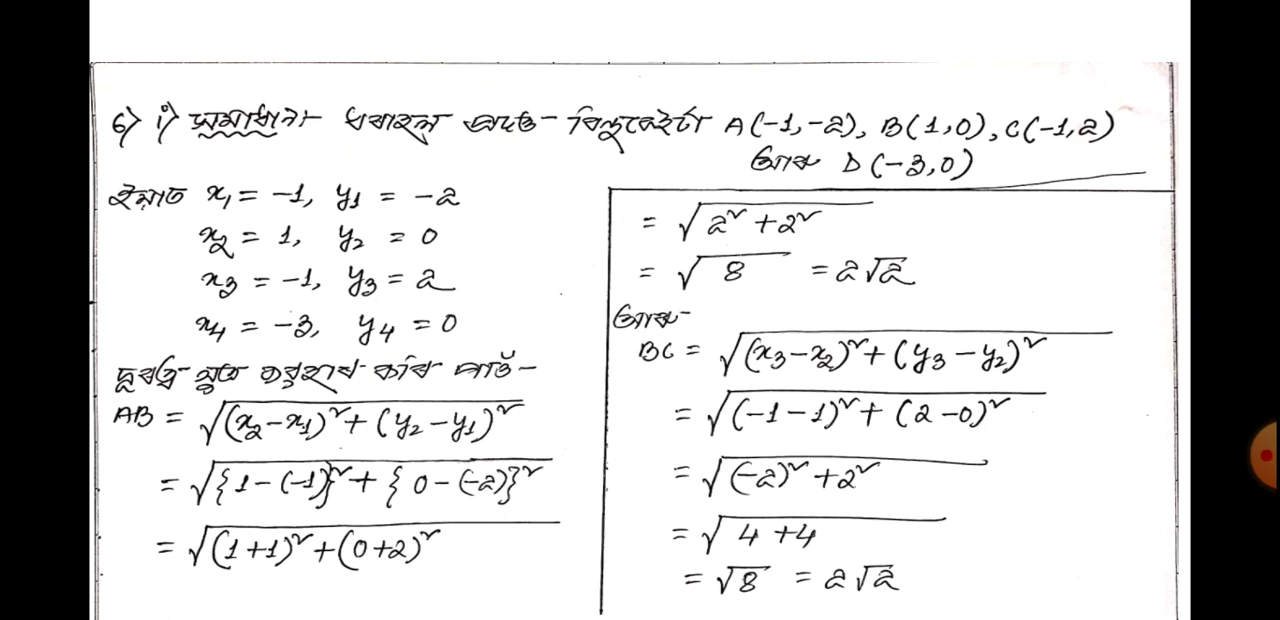 6) i) সমাধান :- ধৰাহল প্ৰদত্ত বিন্দুকেইটা A(-1,-2), B(1,0), C(-1,2)
আৰু D(-3,0)
ইয়াত x₁ = -1, y₁ = -2
x₂ = 1, y₂ = 0
x₃ = -1, y₃ = 2
x₄ = -3, y₄ = 0
দূৰত্ব সূত্ৰ ব্যৱহাৰ কৰি পাওঁ-
AB = √(x₂-x₁)² + (y₂-y₁)²
= √{1-(-1)}² + {0-(-2)}²
= √(1+1)² + (0+2)²
= √2² + 2²
= √8 = 2√2
আৰু-
BC = √(x₃-x₂)² + (y₃-y₂)²
= √(-1-1)² + (2-0)²
= √(-2)² + 2²
= √4+4
= √8 = 2√2